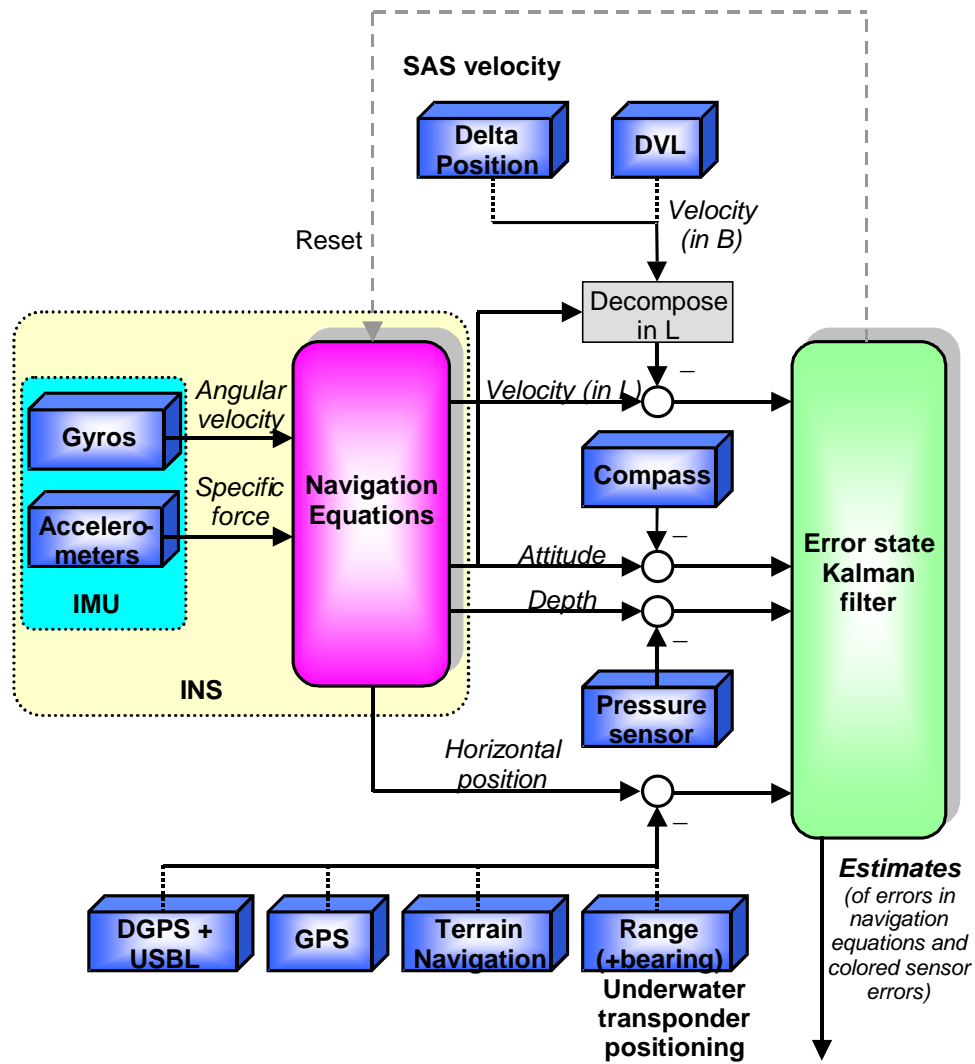 SAS velocity
Delta
Position
DVL
Velocity
(in B)
Reset
Decompose
in L
–
Angular
velocity
Velocity (in L)
Gyros
Compass
Specific
force
Navigation
Equations
Accelero-
meters
–
Attitude
Error state
Kalman
filter
IMU
Depth
–
INS
Pressure
sensor
Horizontal
position
–
DGPS +
USBL
GPS
Terrain
Navigation
Range
(+bearing)
Underwater
transponder
positioning
Estimates
(of errors in
navigation
equations and
colored sensor
errors)